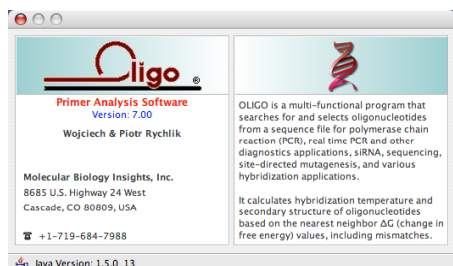 Oligo ®
Primer Analysis Software
Version: 7.00
Wojciech & Piotr Rychlik
Molecular Biology Insights, Inc.
8685 U.S. Highway 24 West
Cascade, CO 80809, USA
☎ +1-719-684-7988
OLIGO is a multi-functional program that
searches for and selects oligonucleotides
from a sequence file for polymerase chain
reaction (PCR), real time PCR and other
diagnostics applications, siRNA, sequencing,
site-directed mutagenesis, and various
hybridization applications.
It calculates hybridization temperature and
secondary structure of oligonucleotides
based on the nearest neighbor ΔG (change in
free energy) values, including mismatches.
Java Version: 1.5.0_13